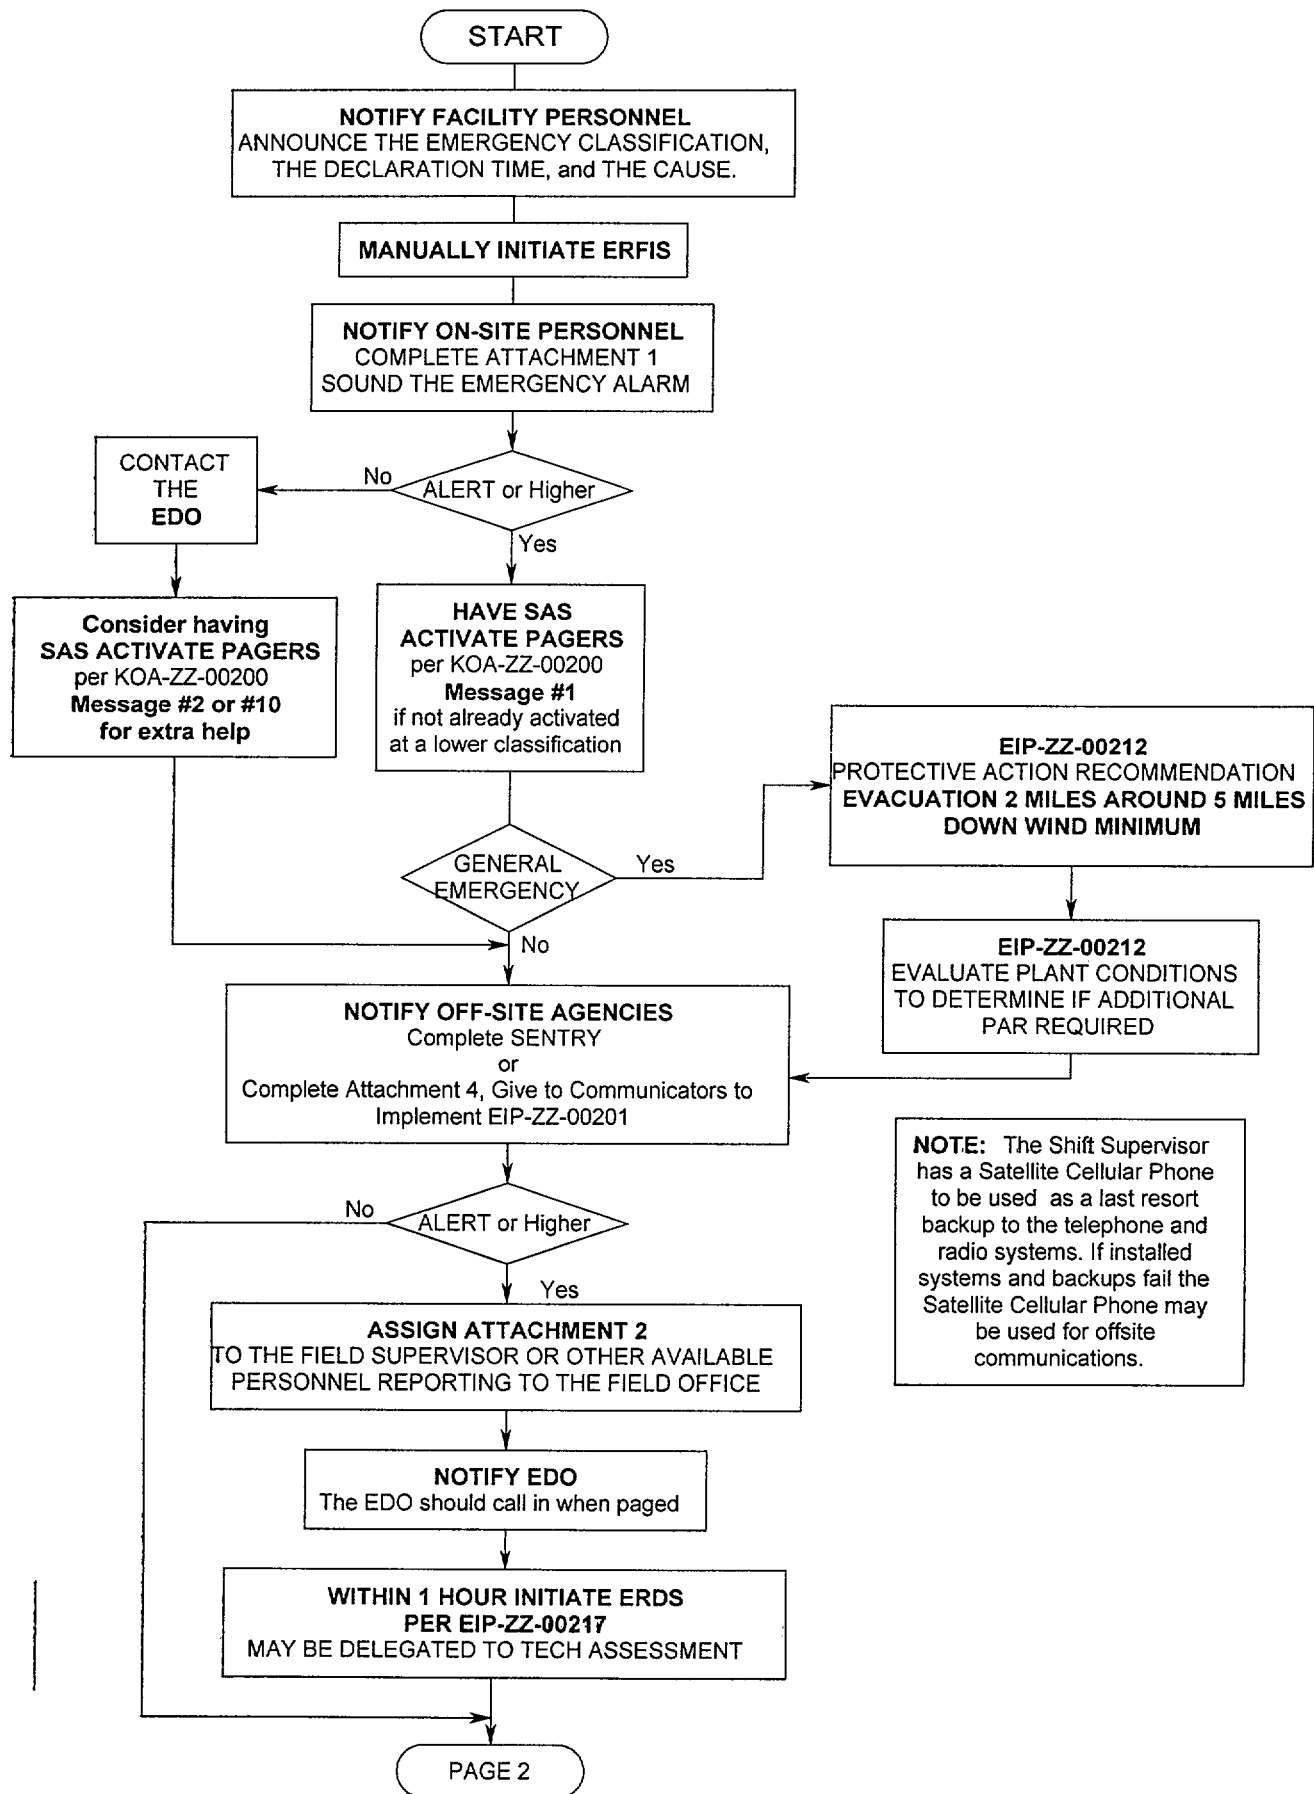 START
NOTIFY FACILITY PERSONNEL
ANNOUNCE THE EMERGENCY CLASSIFICATION,
THE DECLARATION TIME, and THE CAUSE.
MANUALLY INITIATE ERFIS
NOTIFY ON-SITE PERSONNEL
COMPLETE ATTACHMENT 1
SOUND THE EMERGENCY ALARM
ALERT or Higher
No
Yes
CONTACT
THE
EDO
Consider having
SAS ACTIVATE PAGERS
per KOA-ZZ-00200
Message #2 or #10
for extra help
HAVE SAS
ACTIVATE PAGERS
per KOA-ZZ-00200
Message #1
if not already activated
at a lower classification
GENERAL
EMERGENCY
Yes
No
EIP-ZZ-00212
PROTECTIVE ACTION RECOMMENDATION
EVACUATION 2 MILES AROUND 5 MILES
DOWN WIND MINIMUM
EIP-ZZ-00212
EVALUATE PLANT CONDITIONS
TO DETERMINE IF ADDITIONAL
PAR REQUIRED
NOTIFY OFF-SITE AGENCIES
Complete SENTRY
or
Complete Attachment 4, Give to Communicators to
Implement EIP-ZZ-00201
NOTE: The Shift Supervisor
has a Satellite Cellular Phone
to be used as a last resort
backup to the telephone and
radio systems. If installed
systems and backups fail the
Satellite Cellular Phone may
be used for offsite
communications.
ALERT or Higher
No
Yes
ASSIGN ATTACHMENT 2
TO THE FIELD SUPERVISOR OR OTHER AVAILABLE
PERSONNEL REPORTING TO THE FIELD OFFICE
NOTIFY EDO
The EDO should call in when paged
WITHIN 1 HOUR INITIATE ERDS
PER EIP-ZZ-00217
MAY BE DELEGATED TO TECH ASSESSMENT
PAGE 2